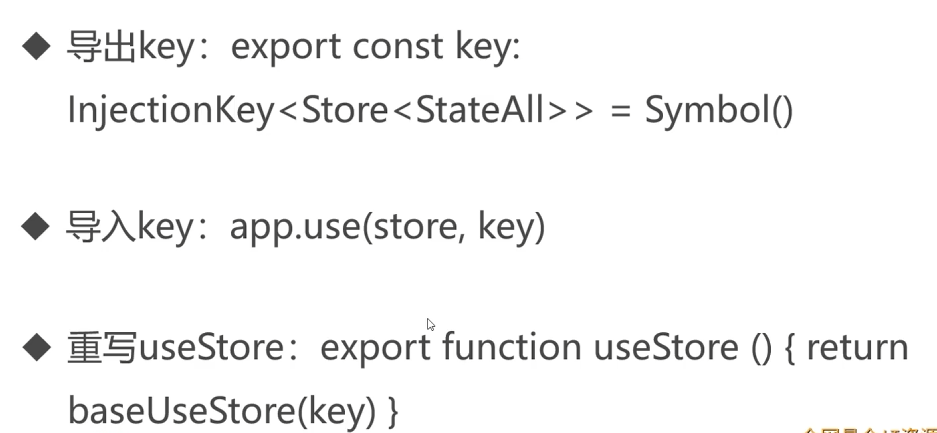 ◆ 导出key：export const key:
InjectionKey<Store<StateAll>> = Symbol()
◆ 导入key：app.use(store, key)
◆ 重写useStore：export function useStore () { return
baseUseStore(key) }